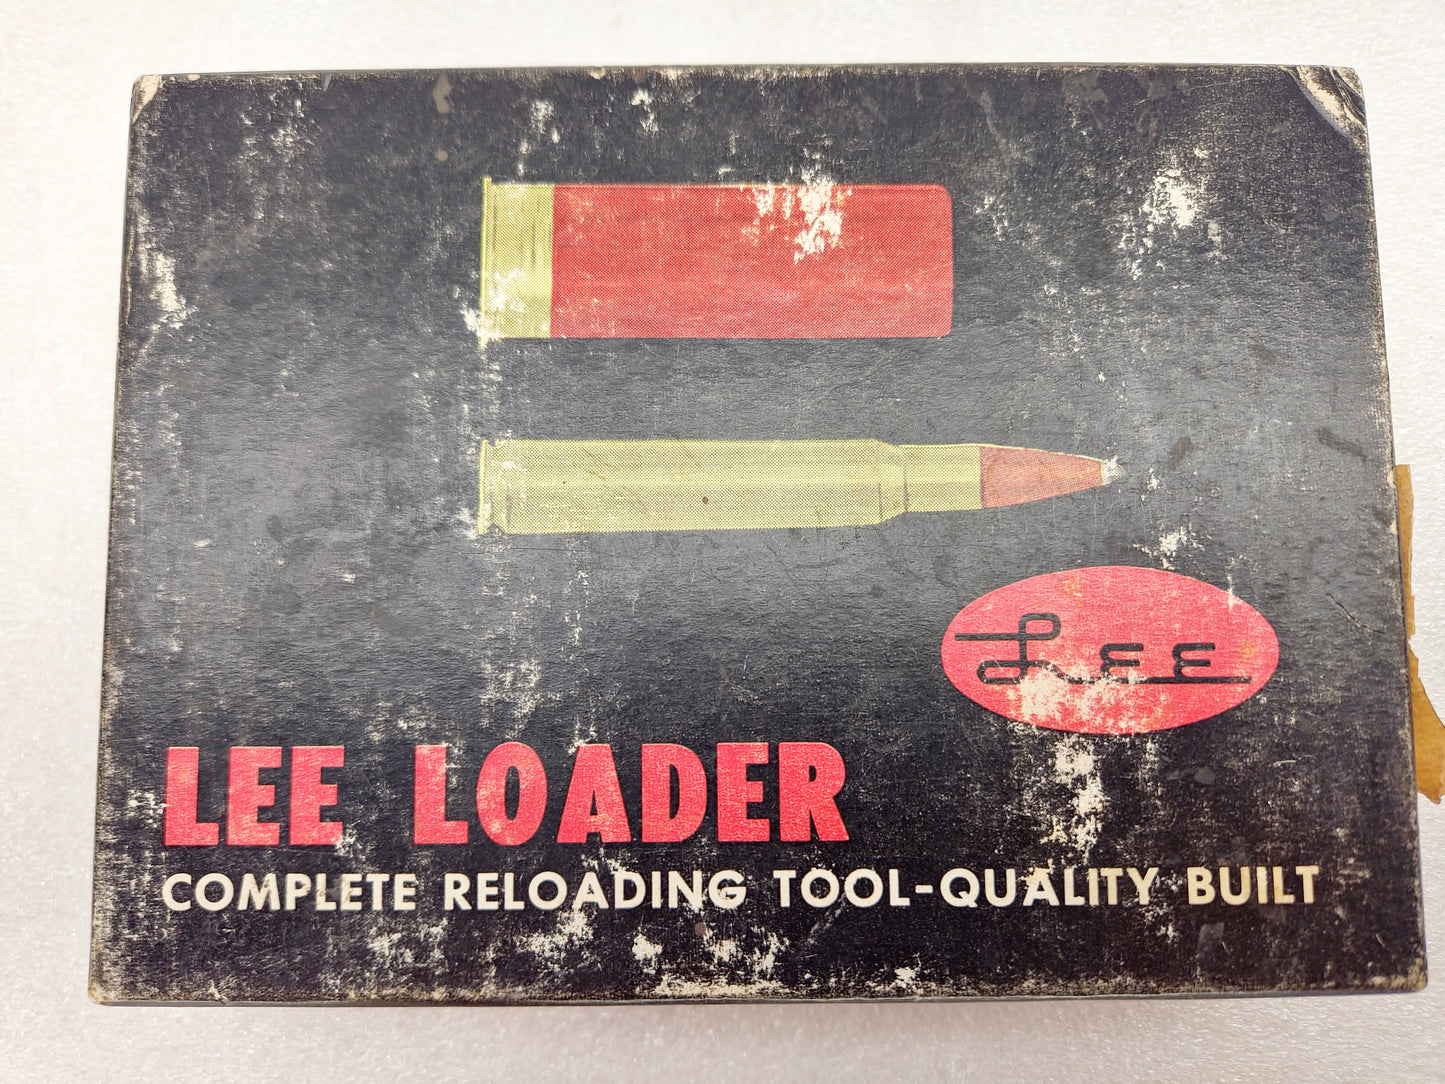 Lee
LEE LOADER
COMPLETE RELOADING TOOL-QUALITY BUILT